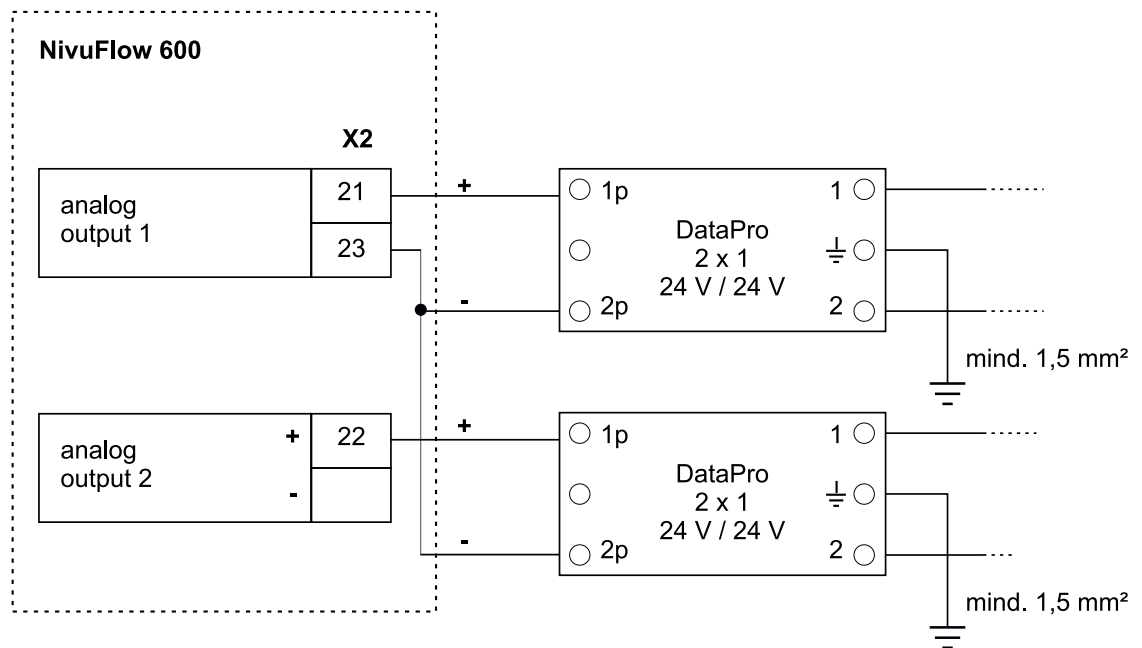 NivuFlow 600
X2
analog
output 1
21
23
+
-
1p
2p
DataPro
2 x 1
24 V / 24 V
1
2
mind. 1,5 mm²
analog
output 2
+
-
22
+
-
1p
2p
DataPro
2 x 1
24 V / 24 V
1
2
mind. 1,5 mm²